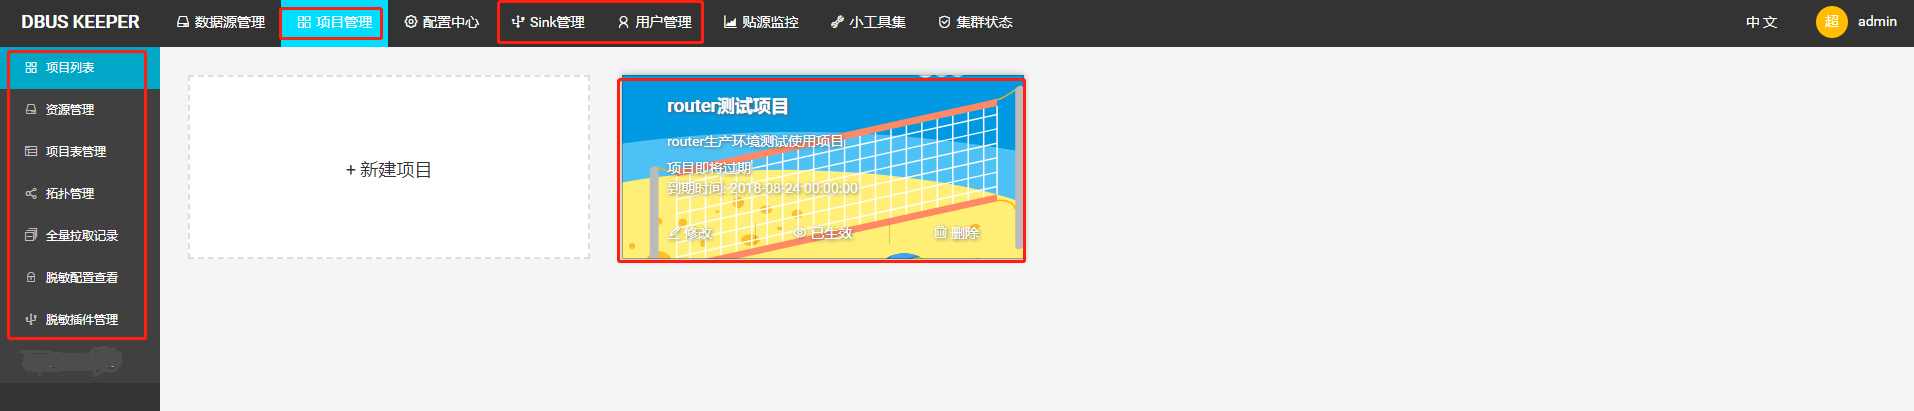 DBUS KEEPER 数据源管理 项目管理 配置中心 Sink管理 用户管理 贴源监控 小工具集 集群状态 中文 超 admin
项目列表
资源管理
项目表管理
拓扑管理
全量拉取记录
脱敏配置查看
脱敏插件管理
+ 新建项目
router测试项目
router生产环境测试使用项目
项目即将过期
到期时间: 2018-08-24 00:00:00
修改 已生效 删除